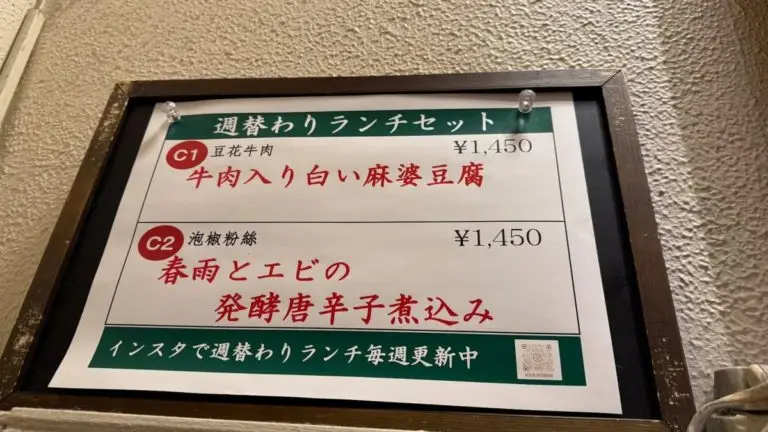 週替わりランチセット
C1 豆花牛肉 ¥1,450
牛肉入り白い麻婆豆腐
C2 泡椒粉絲 ¥1,450
春雨とエビの
発酵唐辛子煮込み
インスタで週替わりランチ毎週更新中